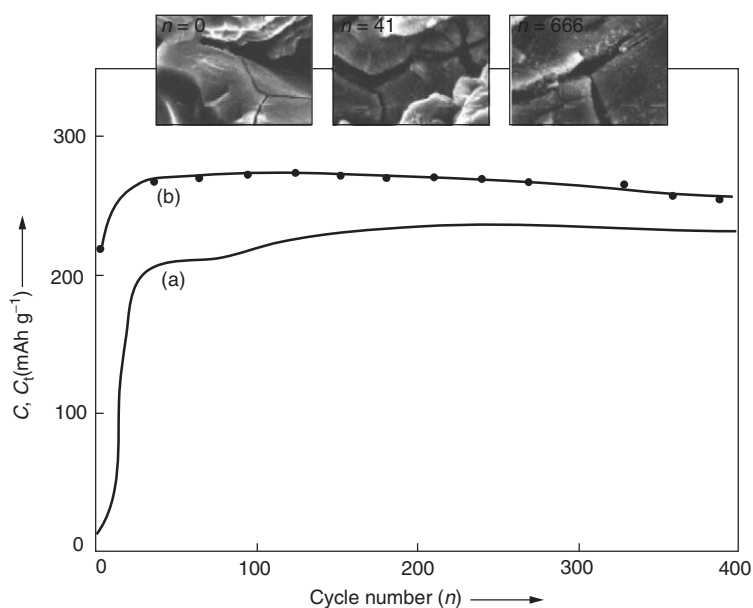 n = 0
n = 41
n = 666
300
200
100
0
C, Cₜ(mAh g⁻¹)
(b)
(a)
0
100
200
300
400
Cycle number (n)